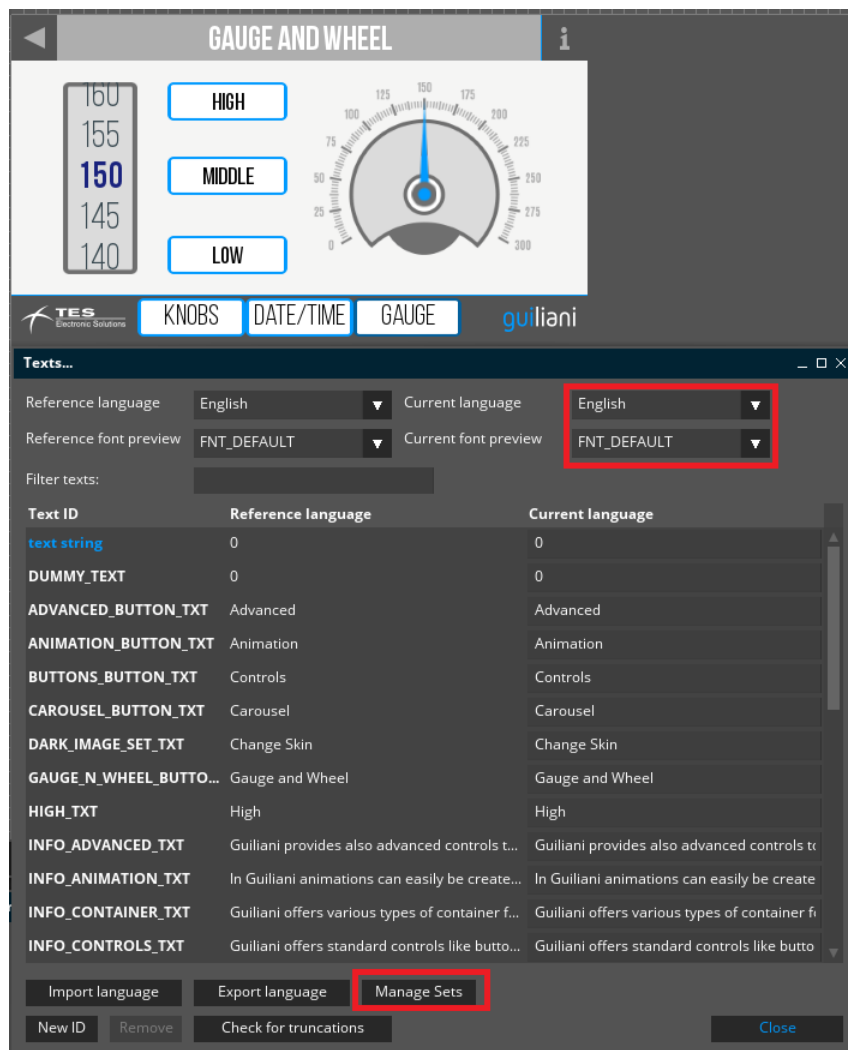 GAUGE AND WHEEL i
160
155
150
145
140
HIGH
MIDDLE
LOW
0 25 50 75 100 125 150 175 200 225 250 275 300
TES
Electronic Solutions
KNOBS DATE/TIME GAUGE guiliani
Texts...
Reference language English Current language English
Reference font preview FNT_DEFAULT Current font preview FNT_DEFAULT
Filter texts:
Text ID Reference language Current language
text string 0 0
DUMMY_TEXT 0 0
ADVANCED_BUTTON_TXT Advanced Advanced
ANIMATION_BUTTON_TXT Animation Animation
BUTTONS_BUTTON_TXT Controls Controls
CAROUSEL_BUTTON_TXT Carousel Carousel
DARK_IMAGE_SET_TXT Change Skin Change Skin
GAUGE_N_WHEEL_BUTTO... Gauge and Wheel Gauge and Wheel
HIGH_TXT High High
INFO_ADVANCED_TXT Guiliani provides also advanced controls t... Guiliani provides also advanced controls to
INFO_ANIMATION_TXT In Guiliani animations can easily be create... In Guiliani animations can easily be create
INFO_CONTAINER_TXT Guiliani offers various types of container f... Guiliani offers various types of container f
INFO_CONTROLS_TXT Guiliani offers standard controls like butto... Guiliani offers standard controls like butto
Import language Export language Manage Sets
New ID Remove Check for truncations Close